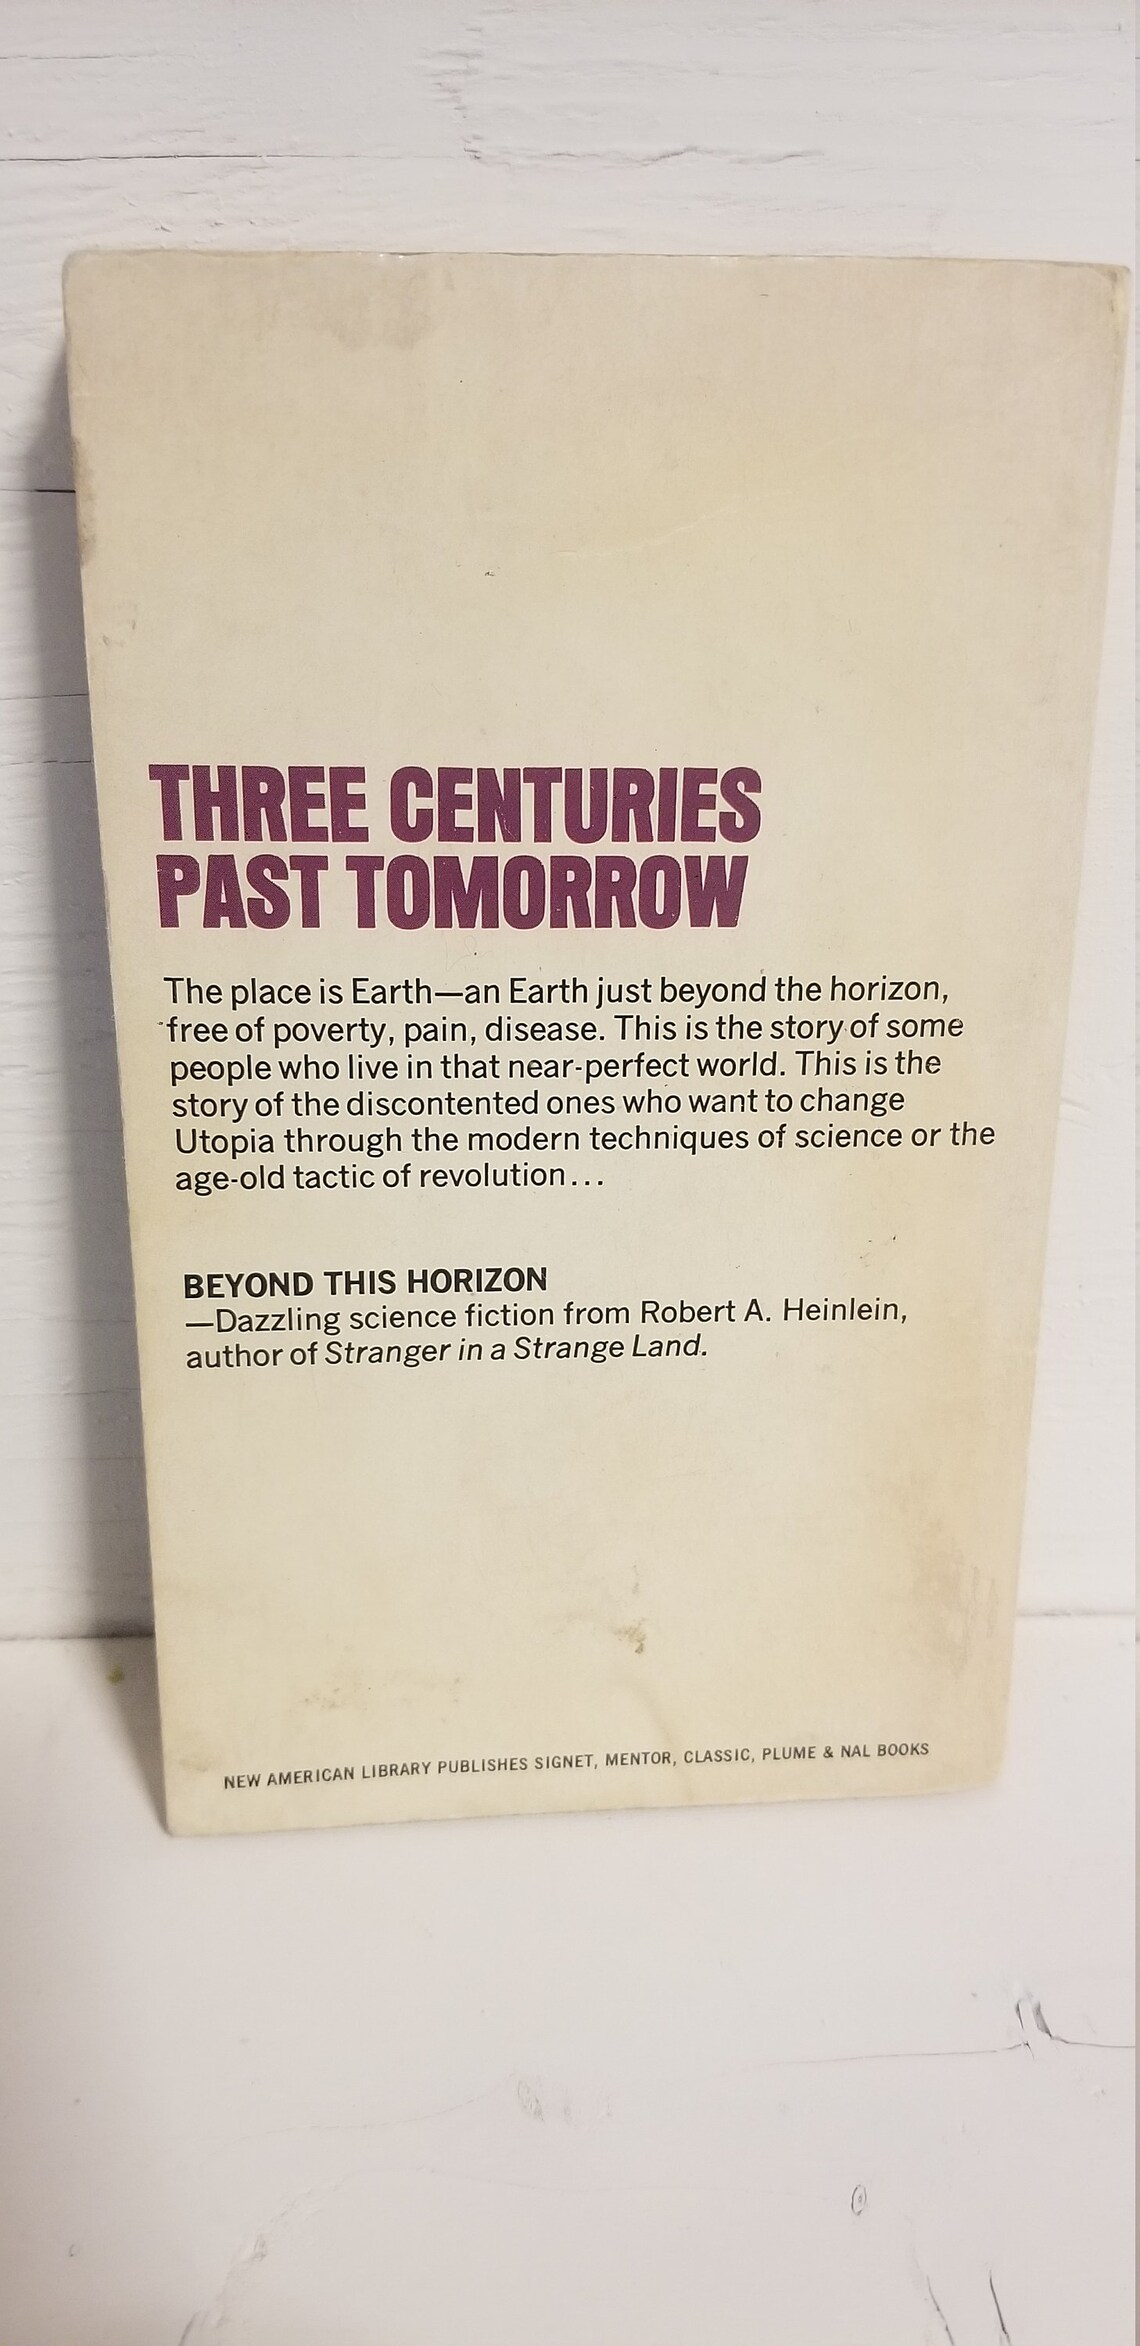 THREE CENTURIES
PAST TOMORROW
The place is Earth—an Earth just beyond the horizon,
free of poverty, pain, disease. This is the story of some
people who live in that near-perfect world. This is the
story of the discontented ones who want to change
Utopia through the modern techniques of science or the
age-old tactic of revolution...
BEYOND THIS HORIZON
—Dazzling science fiction from Robert A. Heinlein,
author of Stranger in a Strange Land.
NEW AMERICAN LIBRARY PUBLISHES SIGNET, MENTOR, CLASSIC, PLUME & NAL BOOKS